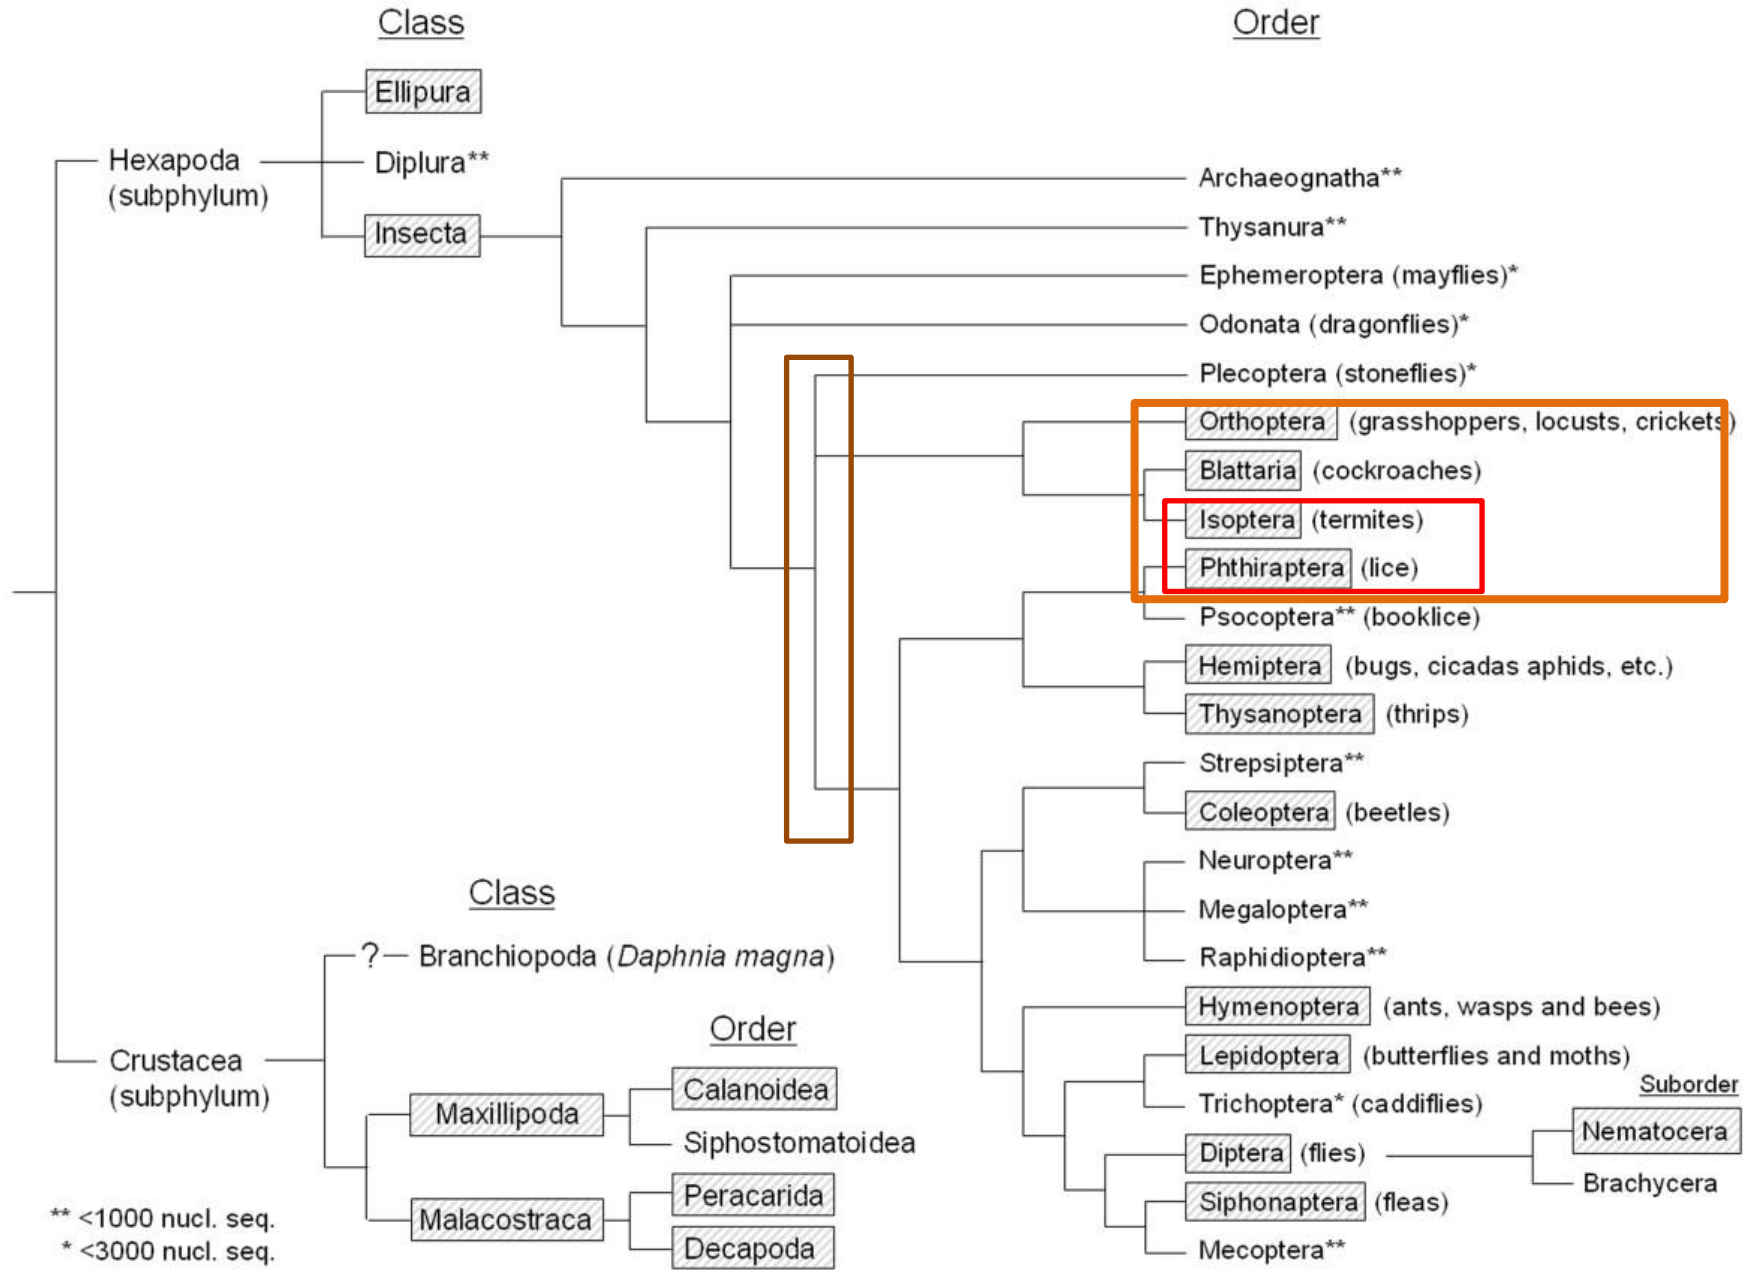 Class
Order
Ellipura
Hexapoda
(subphylum)
Diplura**
Insecta
Archaeognatha**
Thysanura**
Ephemeroptera (mayflies)*
Odonata (dragonflies)*
Plecoptera (stoneflies)*
Orthoptera (grasshoppers, locusts, crickets)
Blattaria (cockroaches)
Isoptera (termites)
Phthiraptera (lice)
Psocoptera** (booklice)
Hemiptera (bugs, cicadas aphids, etc.)
Thysanoptera (thrips)
Strepsiptera**
Coleoptera (beetles)
Neuroptera**
Megaloptera**
Raphidioptera**
Hymenoptera (ants, wasps and bees)
Lepidoptera (butterflies and moths)
Trichoptera* (caddiflies)
Diptera (flies)
Siphonaptera (fleas)
Mecoptera**
Suborder
Nematocera
Brachycera
Class
? Branchiopoda (Daphnia magna)
Order
Crustacea
(subphylum)
Maxillipoda
Calanoidea
Siphostomatoidea
Malacostraca
Peracarida
Decapoda
** <1000 nucl. seq.
* <3000 nucl. seq.